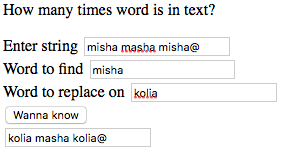 How many times word is in text?
Enter string misha masha misha@
Word to find misha
Word to replace on kolia
Wanna know
kolia masha kolia@